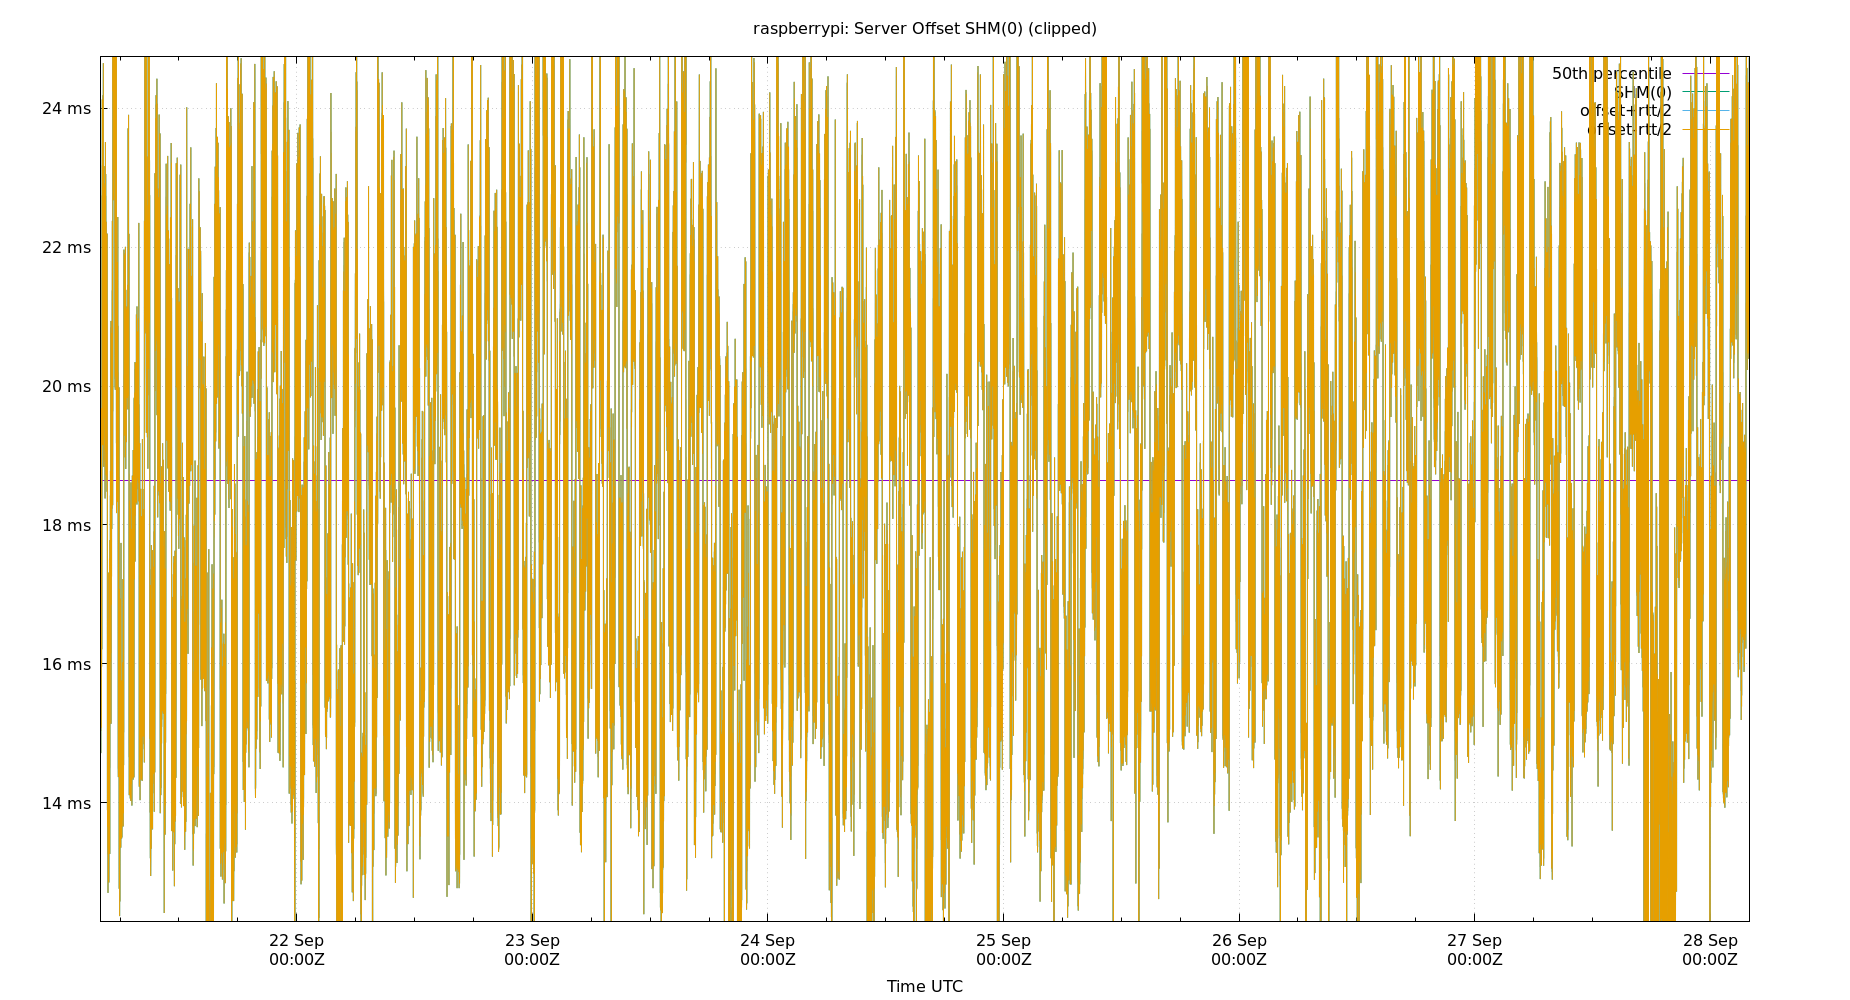 raspberrypi: Server Offset SHM(0) (clipped)
50th percentile
SHM(0)
offset+rtt/2
offset-rtt/2
24 ms
22 ms
20 ms
18 ms
16 ms
14 ms
22 Sep
00:00Z
23 Sep
00:00Z
24 Sep
00:00Z
25 Sep
00:00Z
26 Sep
00:00Z
27 Sep
00:00Z
28 Sep
00:00Z
Time UTC